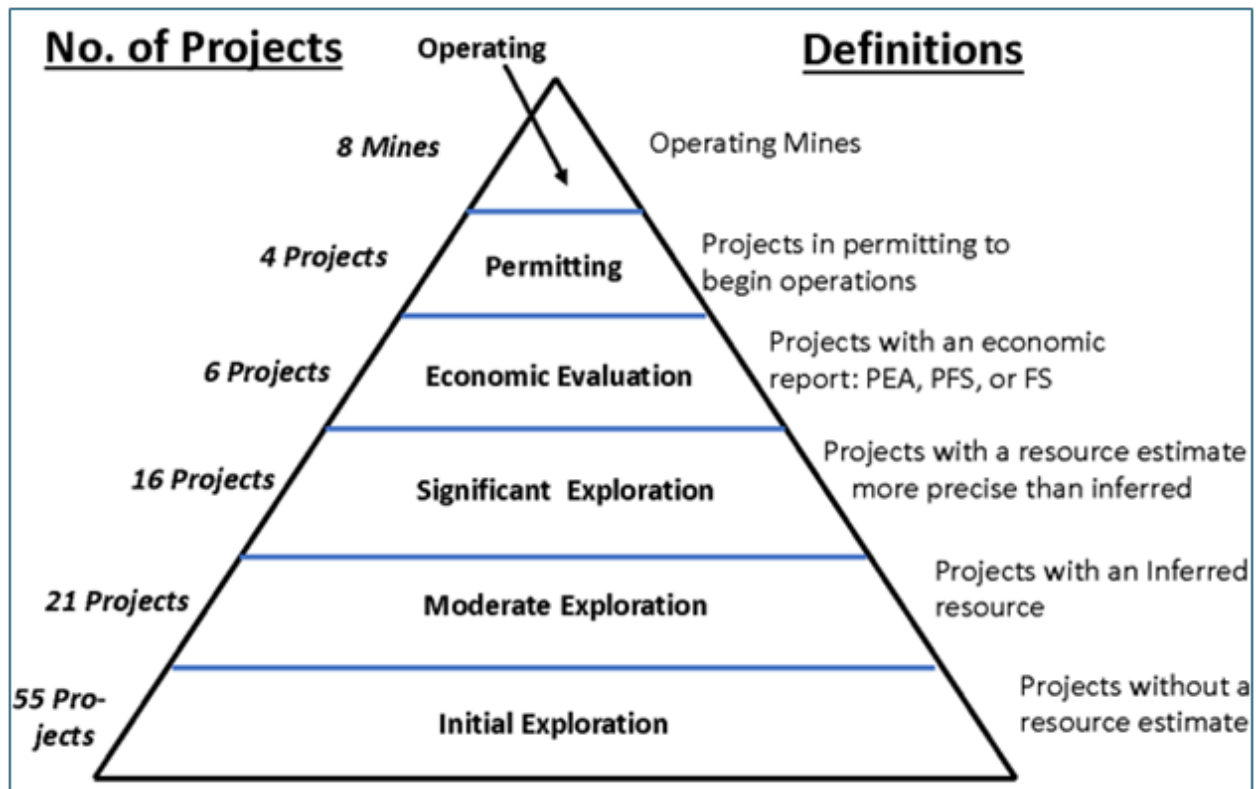 No. of Projects
Operating
Definitions
8 Mines
Operating Mines
4 Projects
Permitting
Projects in permitting to
begin operations
6 Projects
Economic Evaluation
Projects with an economic
report: PEA, PFS, or FS
16 Projects
Significant Exploration
Projects with a resource estimate
more precise than inferred
21 Projects
Moderate Exploration
Projects with an Inferred
resource
55 Pro-
jects
Initial Exploration
Projects without a
resource estimate